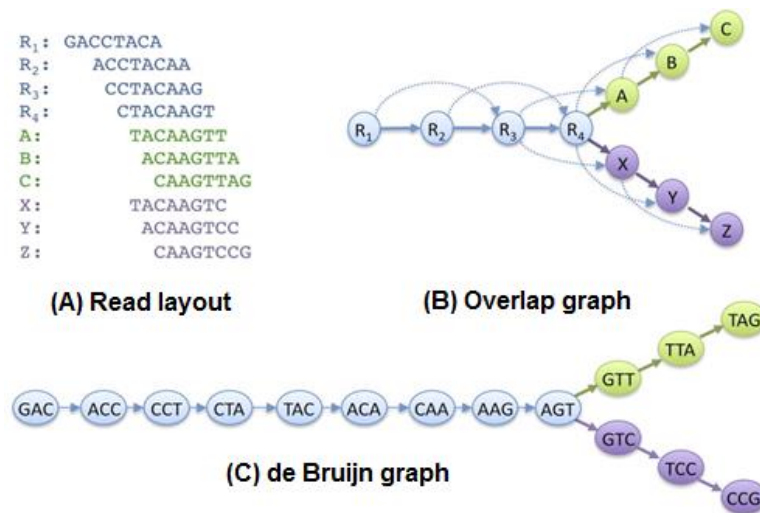 R1: GACCTACA
R2: ACCTACAA
R3: CCTACAAG
R4: CTACAAGT
A: TACAAGTT
B: ACAAGTTA
C: CAAGTTAG
X: TACAAGTC
Y: ACAAGTCC
Z: CAAGTCCG
(A) Read layout
R1 R2 R3 R4 A B C
X Y Z
(B) Overlap graph
GAC ACC CCT CTA TAC ACA CAA AAG AGT GTT TTA TAG
GTC TCC CCG
(C) de Bruijn graph